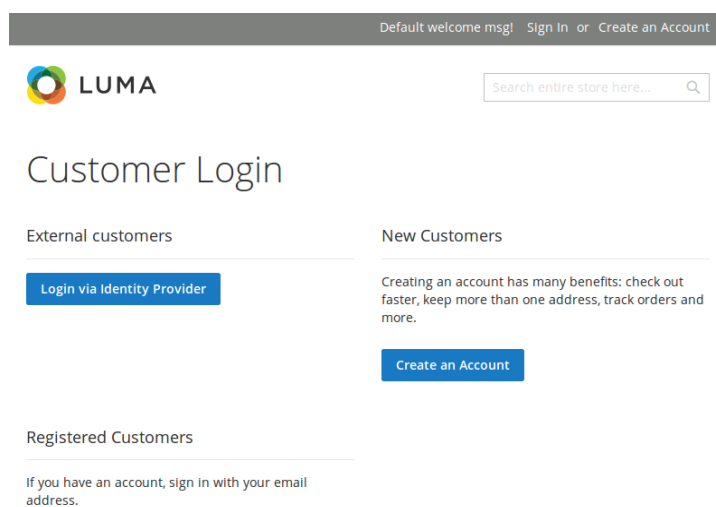 Default welcome msg! Sign In or Create an Account
LUMA
Search entire store here...
Customer Login
External customers
Login via Identity Provider
New Customers
Creating an account has many benefits: check out
faster, keep more than one address, track orders and
more.
Create an Account
Registered Customers
If you have an account, sign in with your email
address.